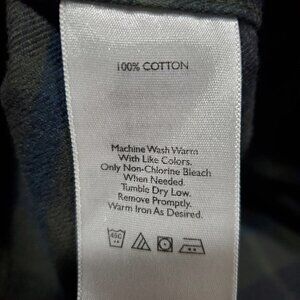 100% COTTON
Machine Wash Warm
With Like Colors.
Only Non-Chlorine Bleach
When Needed.
Tumble Dry Low.
Remove Promptly.
Warm Iron As Desired.
40C